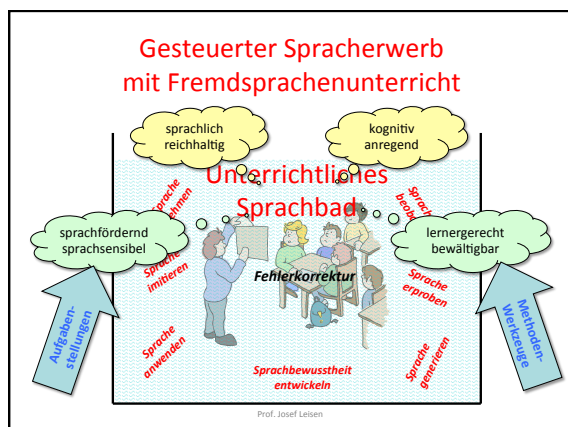 Gesteuerter Spracherwerb
mit Fremdsprachenunterricht
sprachlich
reichhaltig
kognitiv
anregend
Unterrichtliches
Sprachbad
Sprache
sprachfördernd
sprachsensibel
lernergerecht
bewältigbar
Sprache
imitieren
Fehlerkorrektur
Sprache
erproben
Aufgaben-
stellungen
Methoden-
Werkzeuge
Sprache
anwenden
Sprachbewusstheit
entwickeln
Sprache
generieren
Prof. Josef Leisen